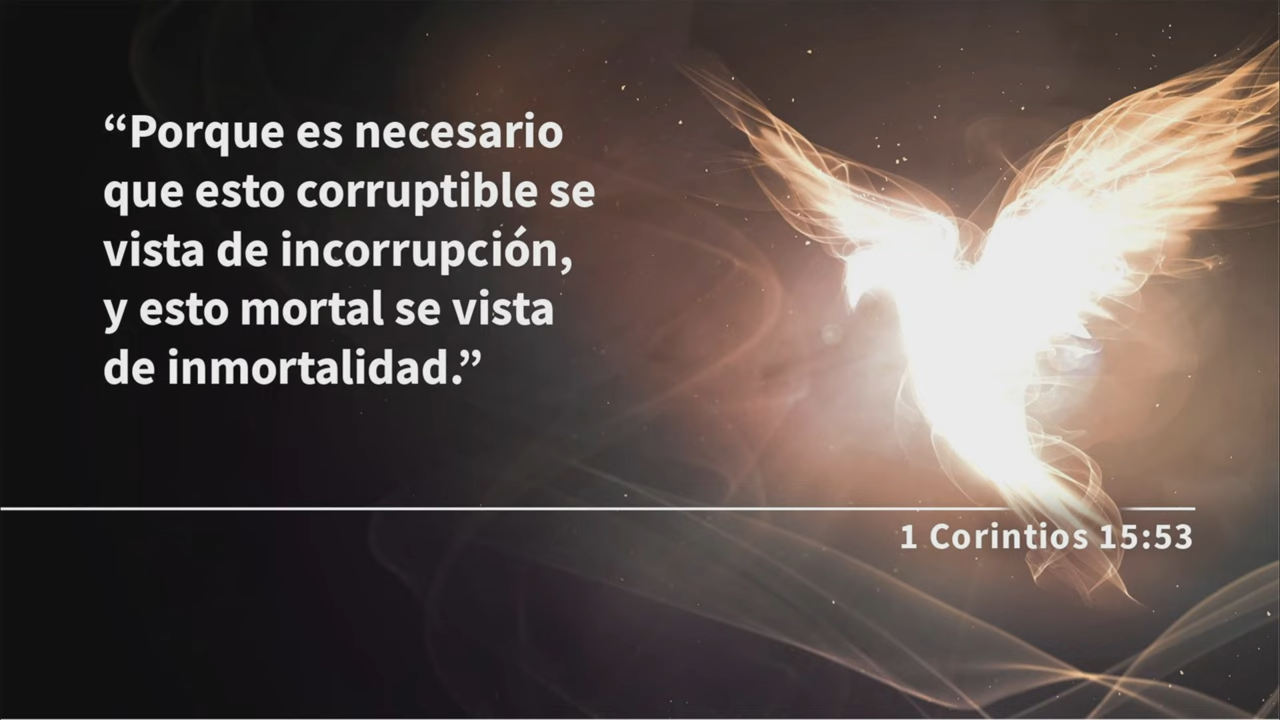 “Porque es necesario
que esto corruptible se
vista de incorrupción,
y esto mortal se vista
de inmortalidad.”
1 Corintios 15:53